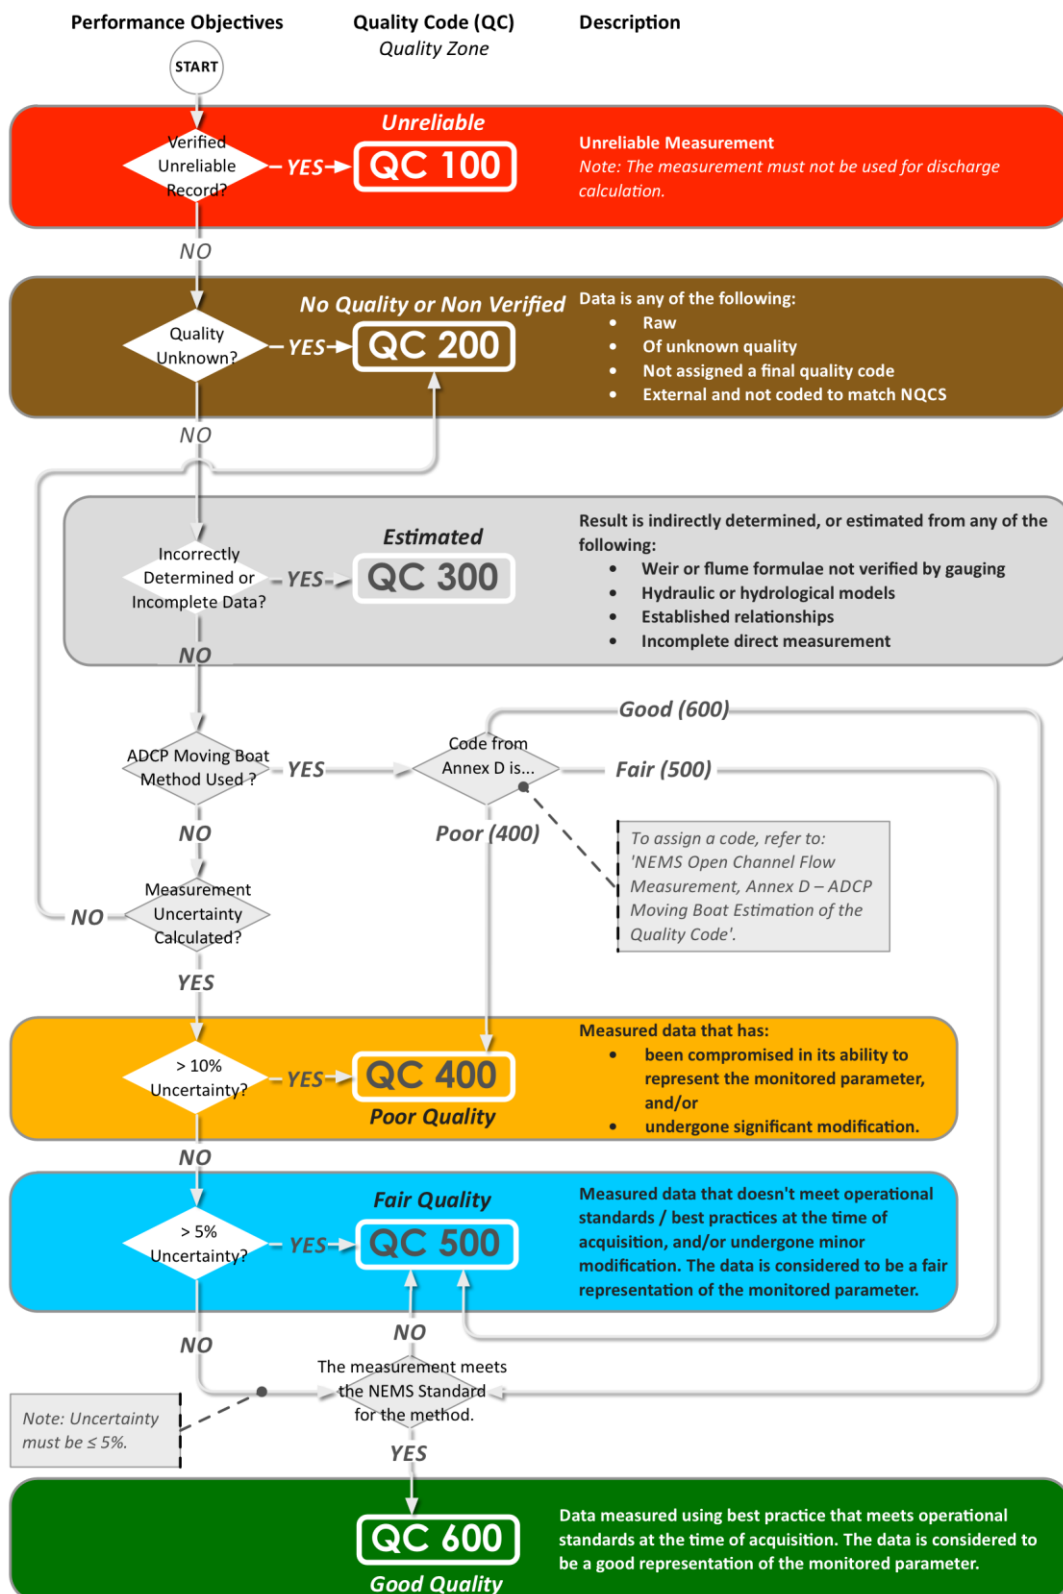 Performance Objectives
Quality Code (QC)
Quality Zone
Description
START
Verified
Unreliable
Record?
YES
Unreliable
QC 100
Unreliable Measurement
Note: The measurement must not be used for discharge
calculation.
NO
Quality
Unknown?
YES
No Quality or Non Verified
QC 200
Data is any of the following:
• Raw
• Of unknown quality
• Not assigned a final quality code
• External and not coded to match NQCS
NO
Incorrectly
Determined or
Incomplete Data?
YES
Estimated
QC 300
Result is indirectly determined, or estimated from any of the
following:
• Weir or flume formulae not verified by gauging
• Hydraulic or hydrological models
• Established relationships
• Incomplete direct measurement
NO
ADCP Moving Boat
Method Used ?
YES
Code from
Annex D is...
Good (600)
Fair (500)
Poor (400)
To assign a code, refer to:
'NEMS Open Channel Flow
Measurement, Annex D – ADCP
Moving Boat Estimation of the
Quality Code'.
NO
Measurement
Uncertainty
Calculated?
NO
YES
> 10%
Uncertainty?
YES
QC 400
Poor Quality
Measured data that has:
• been compromised in its ability to
represent the monitored parameter,
and/or
• undergone significant modification.
NO
> 5%
Uncertainty?
YES
Fair Quality
QC 500
Measured data that doesn't meet operational
standards / best practices at the time of
acquisition, and/or undergone minor
modification. The data is considered to be a fair
representation of the monitored parameter.
NO
NO
The measurement meets
the NEMS Standard
for the method.
Note: Uncertainty
must be ≤ 5%.
YES
QC 600
Good Quality
Data measured using best practice that meets operational
standards at the time of acquisition. The data is considered to
be a good representation of the monitored parameter.